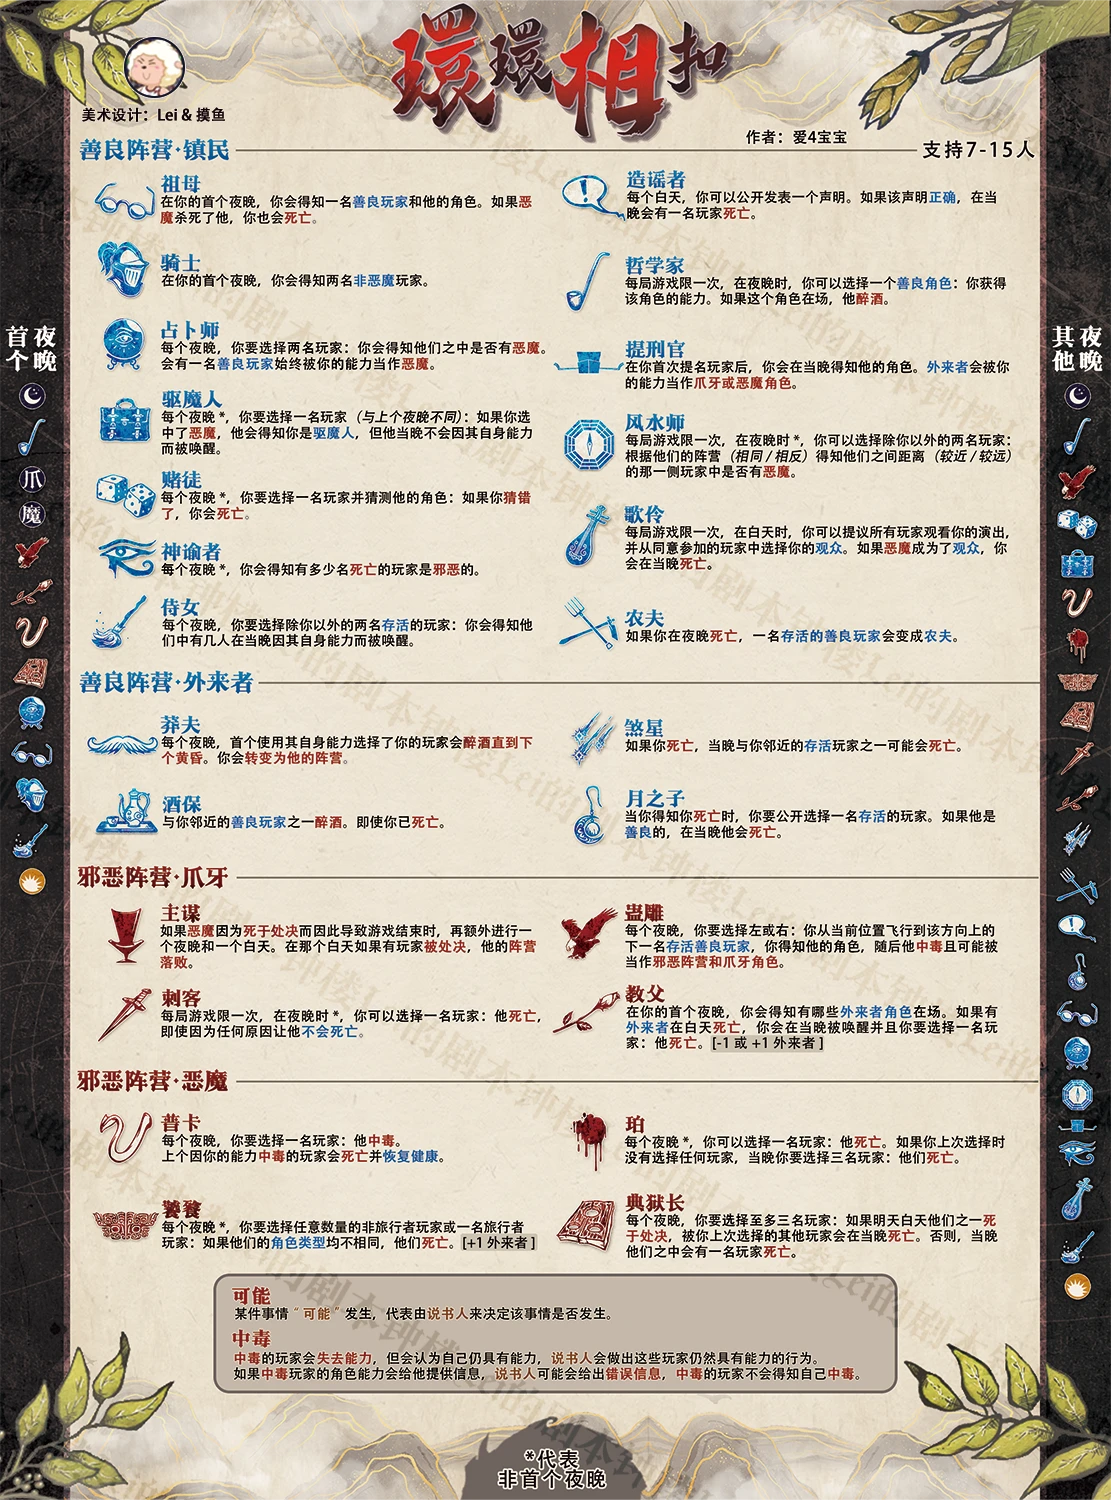 環環相扣
美术设计：Lei & 摸鱼
作者：爱4宝宝
支持7-15人
善良阵营·镇民
祖母
在你的首个夜晚，你会得知一名善良玩家和他的角色。如果恶
魔杀死了他，你也会死亡。
骑士
在你的首个夜晚，你会得知两名非恶魔玩家。
占卜师
每个夜晚，你要选择两名玩家：你会得知他们之中是否有恶魔。
会有一名善良玩家始终被你的能力当作恶魔。
驱魔人
每个夜晚 *，你要选择一名玩家（与上个夜晚不同）：如果你选
中了恶魔，他会得知你是驱魔人，但他当晚不会因其自身能力
而被唤醒。
赌徒
每个夜晚 *，你要选择一名玩家并猜测他的角色：如果你猜错
了，你会死亡。
神谕者
每个夜晚 *，你会得知有多少名死亡的玩家是邪恶的。
侍女
每个夜晚，你要选择除你以外的两名存活的玩家：你会得知他
们中有几人在当晚因其自身能力而被唤醒。
造谣者
每个白天，你可以公开发表一个声明。如果该声明正确，在当
晚会有一名玩家死亡。
哲学家
每局游戏限一次，在夜晚时，你可以选择一个善良角色：你获得
该角色的能力。如果这个角色在场，他醉酒。
提刑官
在你首次提名玩家后，你会在当晚得知他的角色。外来者会被你
的能力当作爪牙或恶魔角色。
风水师
每局游戏限一次，在夜晚时 *，你可以选择除你以外的两名玩家：
根据他们的阵营（相同 / 相反）得知他们之间距离（较近 / 较远）
的那一侧玩家中是否有恶魔。
歌伶
每局游戏限一次，在白天时，你可以提议所有玩家观看你的演出，
并从同意参加的玩家中选择你的观众。如果恶魔成为了观众，你
会在当晚死亡。
农夫
如果你在夜晚死亡，一名存活的善良玩家会变成农夫。
善良阵营·外来者
莽夫
每个夜晚，首个使用其自身能力选择了你的玩家会醉酒直到下
个黄昏。你会转变为他的阵营。
酒保
与你邻近的善良玩家之一醉酒。即使你已死亡。
煞星
如果你死亡，当晚与你邻近的存活玩家之一可能会死亡。
月之子
当你得知你死亡时，你要公开选择一名存活的玩家。如果他是
善良的，在当晚他会死亡。
邪恶阵营·爪牙
主谋
如果恶魔因为死于处决而因此导致游戏结束时，再额外进行一
个夜晚和一个白天。在那个白天如果有玩家被处决，他的阵营
落败。
刺客
每局游戏限一次，在夜晚时 *，你可以选择一名玩家：他死亡，
即使因为任何原因让他不会死亡。
蛊雕
每个夜晚，你要选择左或右：你从当前位置飞行到该方向上的
下一名存活善良玩家，你得知他的角色，随后他中毒且可能被
当作邪恶阵营和爪牙角色。
教父
在你的首个夜晚，你会得知有哪些外来者角色在场。如果有
外来者在白天死亡，你会在当晚被唤醒并且你要选择一名玩
家：他死亡。[-1 或 +1 外来者 ]
邪恶阵营·恶魔
普卡
每个夜晚，你要选择一名玩家：他中毒。
上个因你的能力中毒的玩家会死亡并恢复健康。
饕餮
每个夜晚 *，你要选择任意数量的非旅行者玩家或一名旅行者
玩家：如果他们的角色类型均不相同，他们死亡。[+1 外来者 ]
珀
每个夜晚 *，你可以选择一名玩家：他死亡。如果你上次选择时
没有选择任何玩家，当晚你要选择三名玩家：他们死亡。
典狱长
每个夜晚，你要选择至多三名玩家：如果明天白天他们之一死
于处决，被你上次选择的其他玩家会在当晚死亡。否则，当晚
他们之中会有一名玩家死亡。
可能
某件事情“可能”发生，代表由说书人来决定该事情是否发生。
中毒
中毒的玩家会失去能力，但会认为自己仍具有能力，说书人会做出这些玩家仍然具有能力的行为。
如果中毒玩家的角色能力会给他提供信息，说书人可能会给出错误信息，中毒的玩家不会得知自己中毒。
*代表
非首个夜晚
首个夜晚
爪
魔
其他夜晚